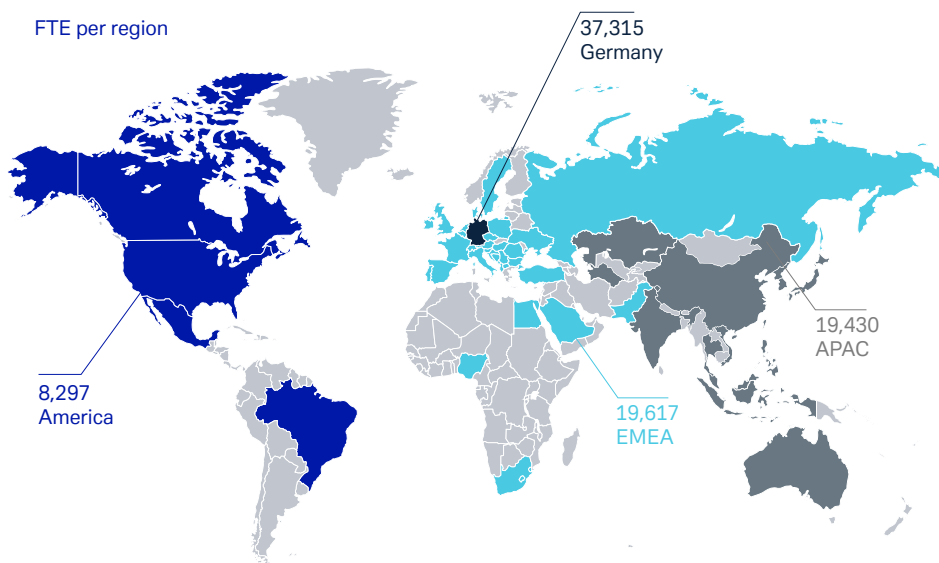 FTE per region
37,315
Germany
19,430
APAC
8,297
America
19,617
EMEA